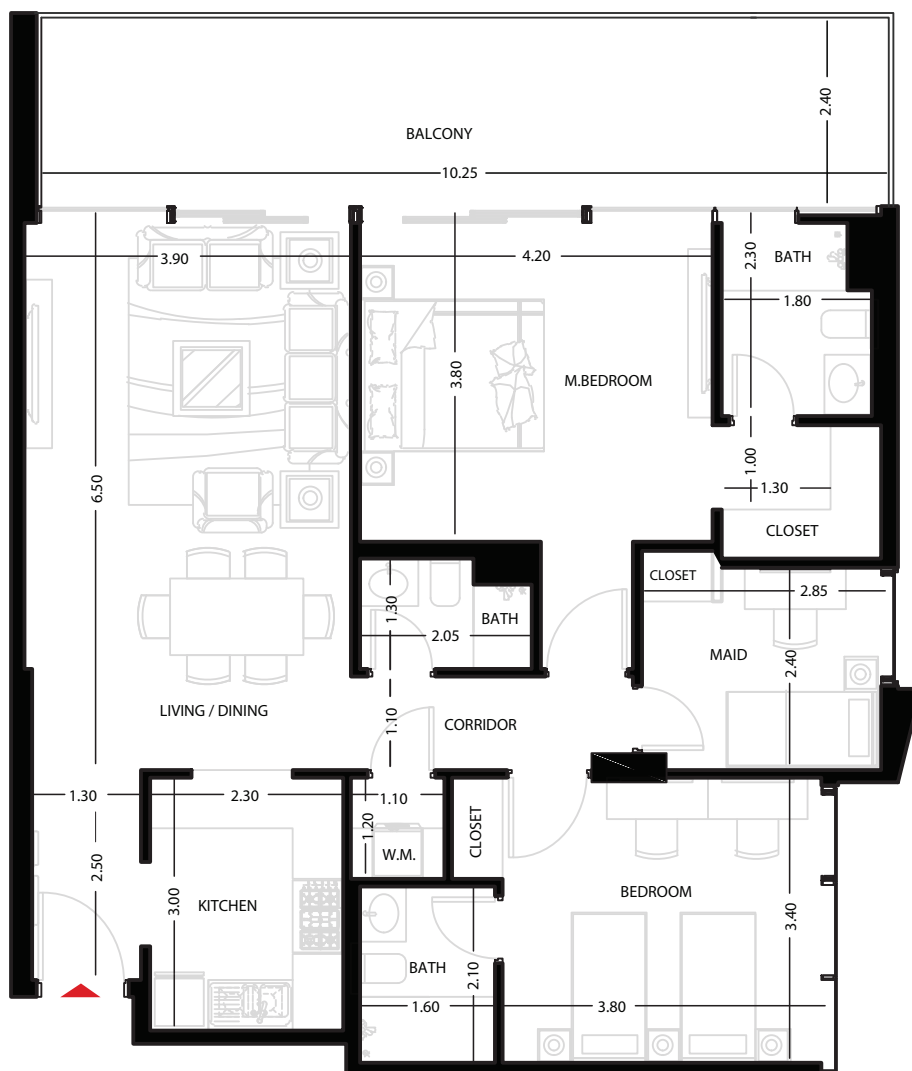 2.40
BALCONY
10.25
3.90
4.20
2.30
BATH
1.80
3.80
M.BEDROOM
6.50
1.00
1.30
CLOSET
1.30
BATH
2.05
CLOSET
2.85
MAID
2.40
LIVING / DINING
1.10
CORRIDOR
1.30
2.30
1.10
1.20
W.M.
CLOSET
2.50
3.00
KITCHEN
BEDROOM
3.40
BATH
2.10
1.60
3.80